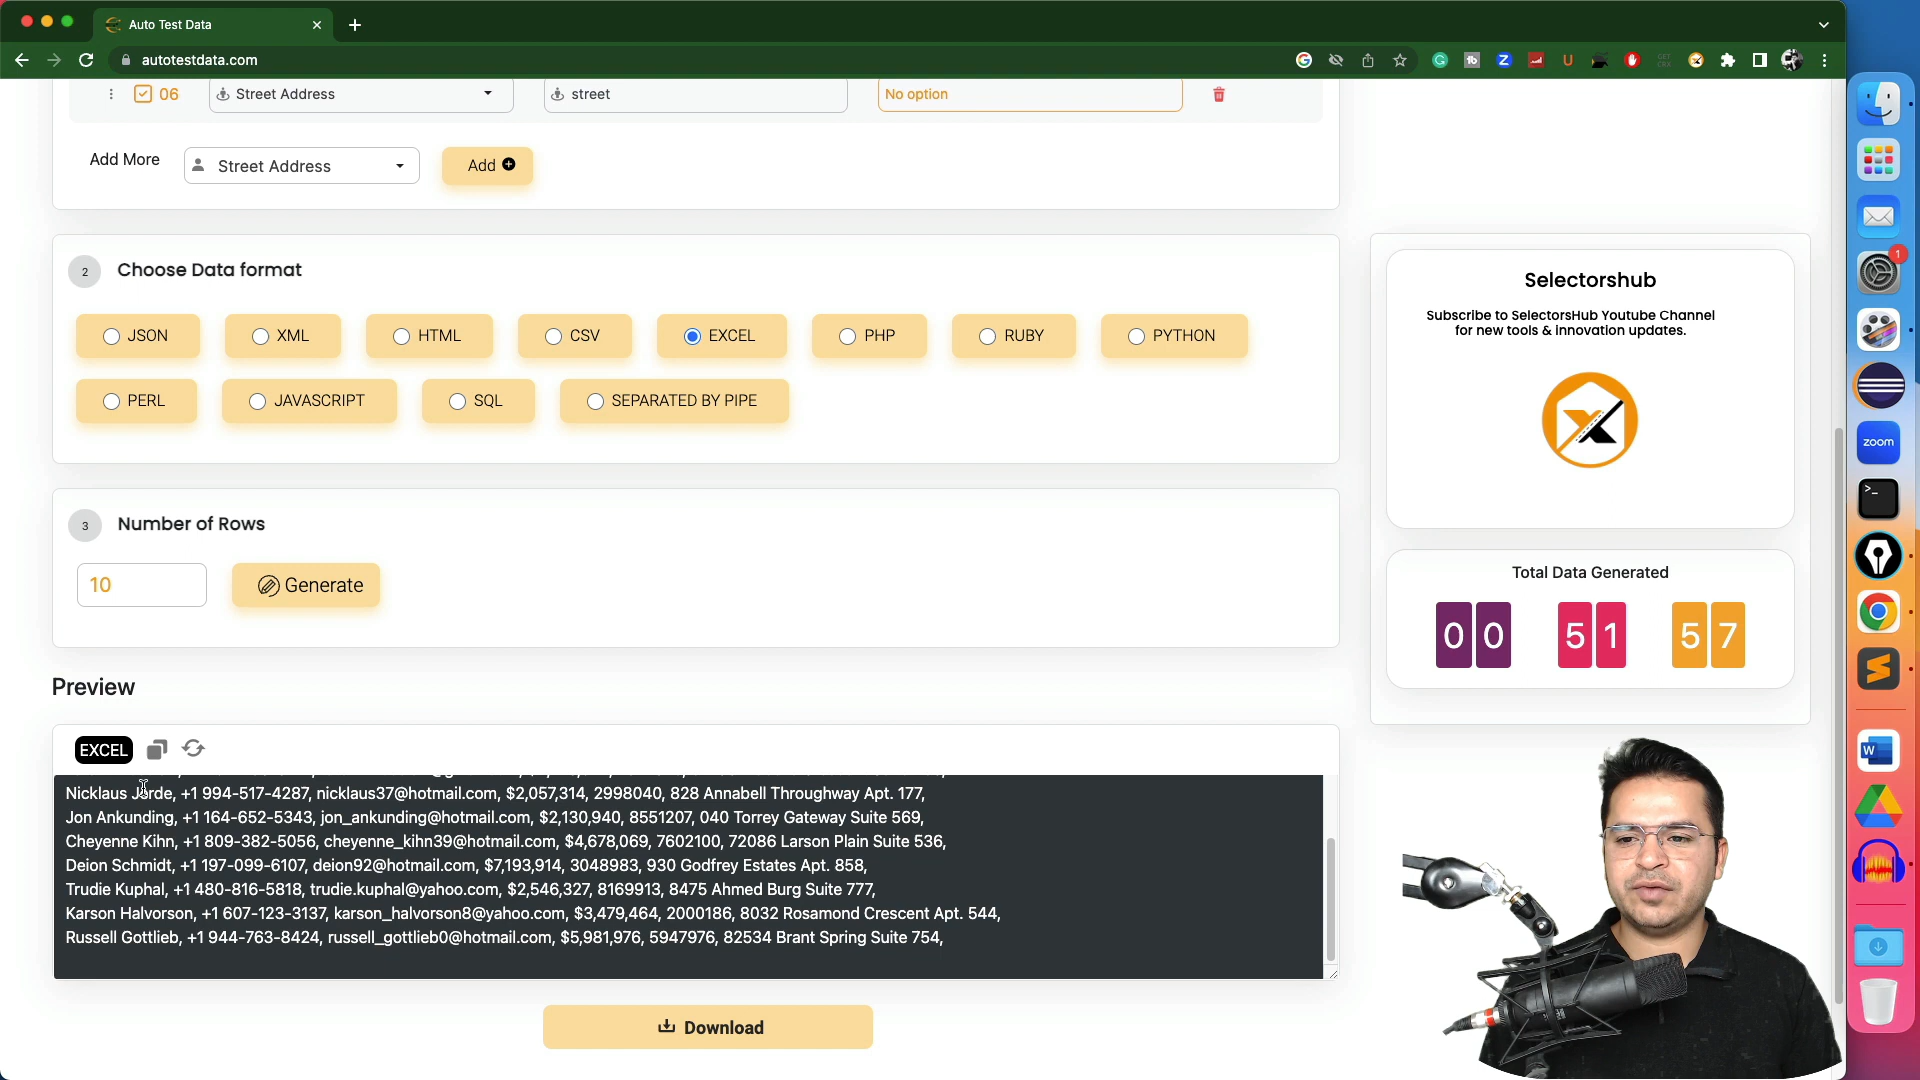 Auto Test Data
autotestdata.com
06
Street Address
street
No option
Add More
Street Address
Add
2
Choose Data format
JSON
XML
HTML
CSV
EXCEL
PHP
RUBY
PYTHON
PERL
JAVASCRIPT
SQL
SEPARATED BY PIPE
Selectorshub
Subscribe to SelectorsHub Youtube Channel
for new tools & innovation updates.
3
Number of Rows
10
Generate
Total Data Generated
0 0 5 1 5 7
Preview
EXCEL
Nicklaus Jerde, +1 994-517-4287, nicklaus37@hotmail.com, $2,057,314, 2998040, 828 Annabell Throughway Apt. 177,
Jon Ankunding, +1 164-652-5343, jon_ankunding@hotmail.com, $2,130,940, 8551207, 040 Torrey Gateway Suite 569,
Cheyenne Kihn, +1 809-382-5056, cheyenne_kihn39@hotmail.com, $4,678,069, 7602100, 72086 Larson Plain Suite 536,
Deion Schmidt, +1 197-099-6107, deion92@hotmail.com, $7,193,914, 3048983, 930 Godfrey Estates Apt. 858,
Trudie Kuphal, +1 480-816-5818, trudie.kuphal@yahoo.com, $2,546,327, 8169913, 8475 Ahmed Burg Suite 777,
Karson Halvorson, +1 607-123-3137, karson_halvorson8@yahoo.com, $3,479,464, 2000186, 8032 Rosamond Crescent Apt. 544,
Russell Gottlieb, +1 944-763-8424, russell_gottlieb0@hotmail.com, $5,981,976, 5947976, 82534 Brant Spring Suite 754,
Download
1
zoom
W